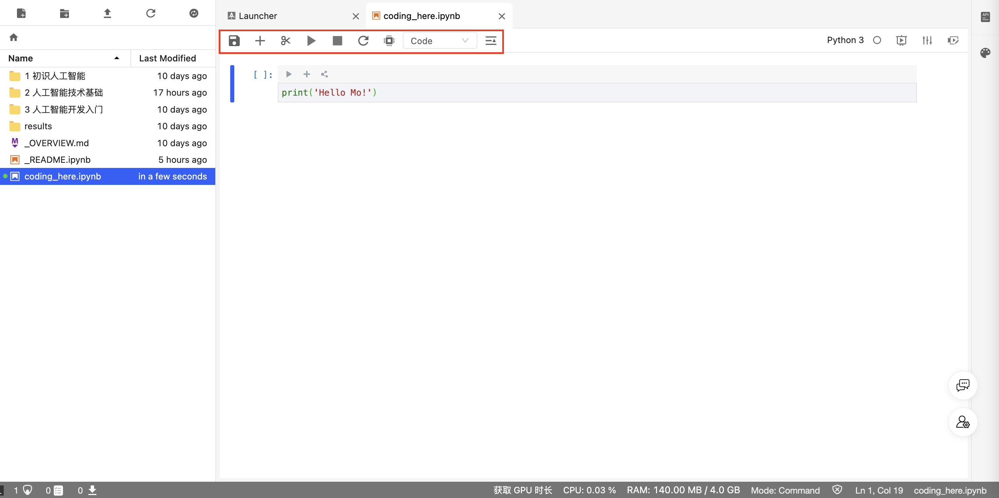 Launcher
coding_here.ipynb
API
Code
Python 3
Name
Last Modified
1 初识人工智能
10 days ago
2 人工智能技术基础
17 hours ago
3 人工智能开发入门
10 days ago
results
10 days ago
M
_OVERVIEW.md
10 days ago
_README.ipynb
5 hours ago
coding_here.ipynb
in a few seconds
[ ]:
print('Hello Mo!')
1
0
0
获取 GPU 时长
CPU: 0.03 %
RAM: 140.00 MB / 4.0 GB
Mode: Command
Ln 1, Col 19
coding_here.ipynb